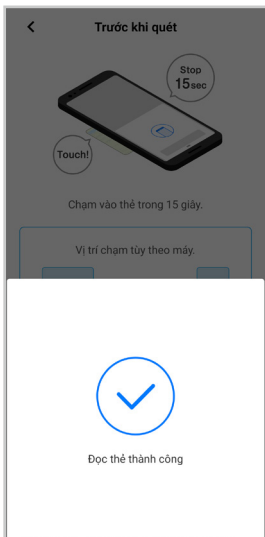 Trước khi quét
Stop
15sec
Touch!
Chạm vào thẻ trong 15 giây.
Vị trí chạm tùy theo máy.
Đọc thẻ thành công